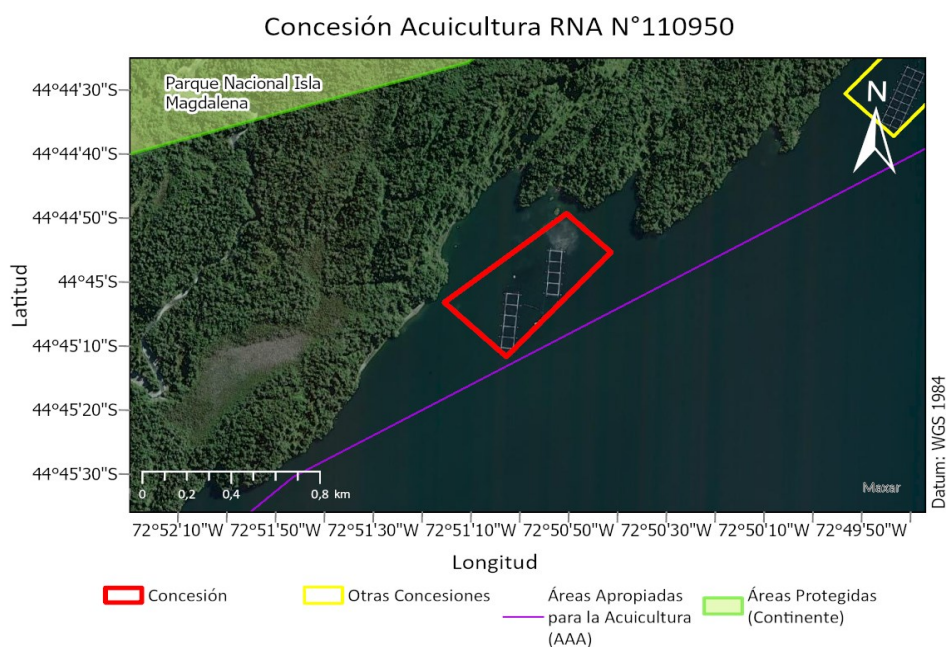 Concesión Acuicultura RNA N°110950
Parque Nacional Isla
Magdalena
N
44°44'30"S
44°44'40"S
44°44'50"S
44°45"S
44°45'10"S
44°45'20"S
44°45'30"S
Latitud
0 0,2 0,4 0,8 km
Maxar
Datum: WGS 1984
72°52'10"W 72°51'50"W 72°51'30"W 72°51'10"W 72°50'50"W 72°50'30"W 72°50'10"W 72°49'50"W
Longitud
Concesión
Otras Concesiones
Áreas Apropiadas
para la Acuicultura
(AAA)
Áreas Protegidas
(Continente)